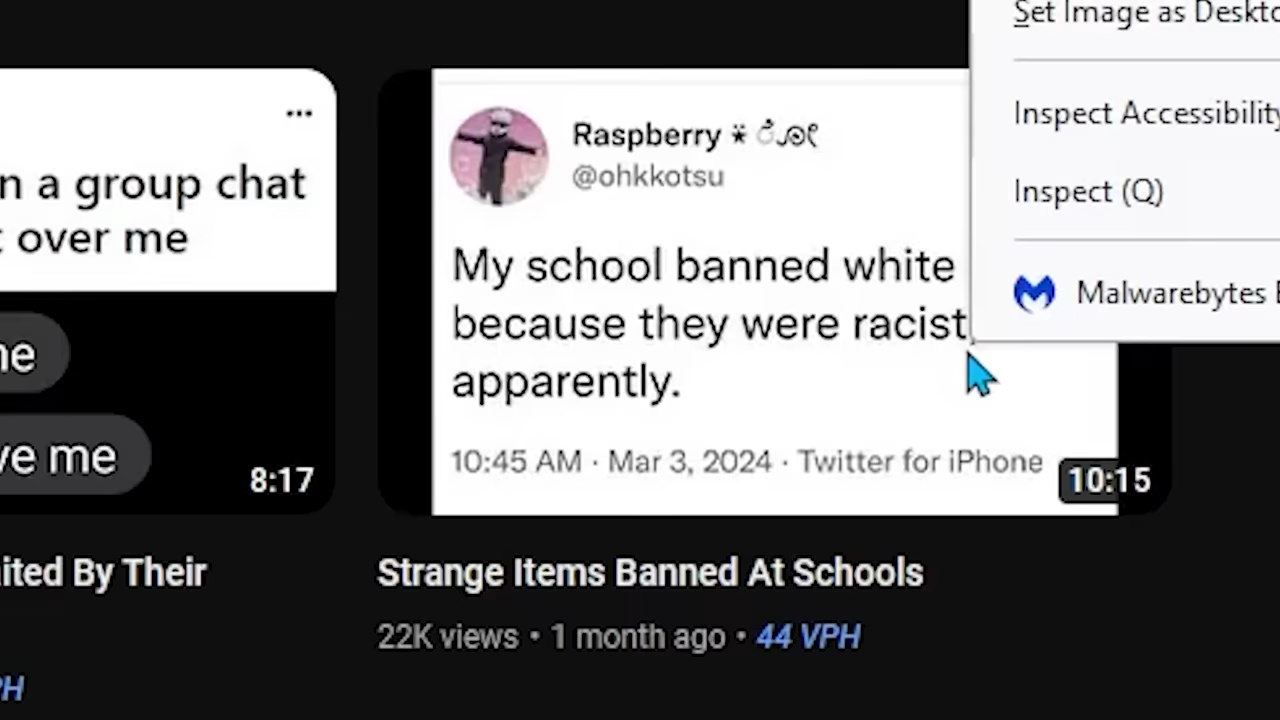 Set Image as Deskto
Inspect Accessibility
Inspect (Q)
Malwarebytes
...
n a group chat
over me
ne
ve me
8:17
Raspberry
@ohkkotsu
My school banned white
because they were racist,
apparently.
10:45 AM · Mar 3, 2024 · Twitter for iPhone
10:15
ited By Their
PH
Strange Items Banned At Schools
22K views • 1 month ago • 44 VPH